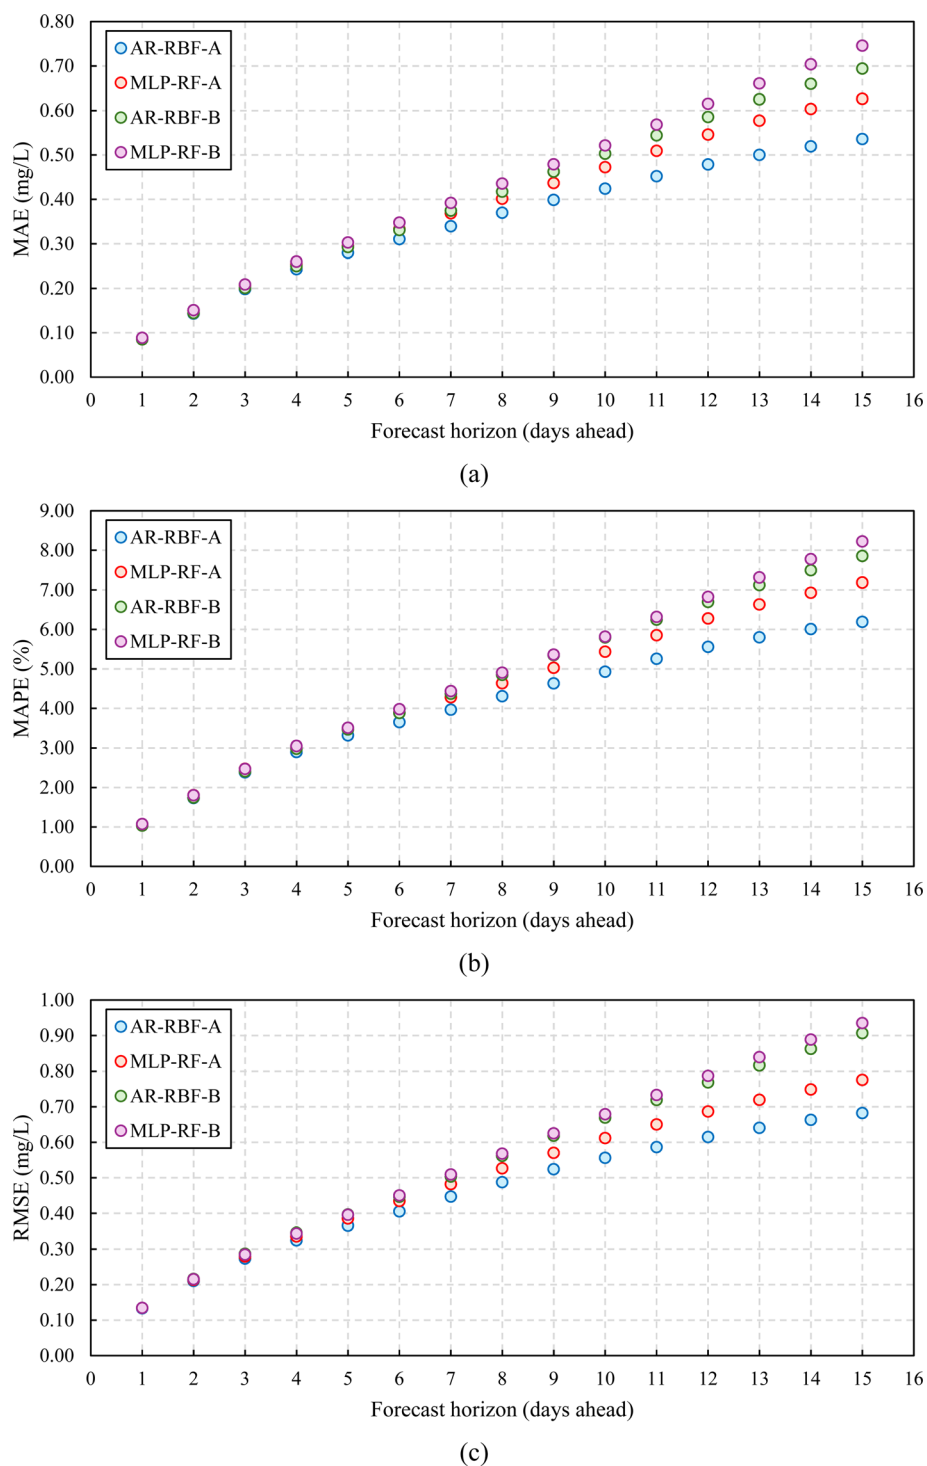 0.80
0.70
0.60
0.50
0.40
0.30
0.20
0.10
0.00
MAE (mg/L)
AR-RBF-A
MLP-RF-A
AR-RBF-B
MLP-RF-B
0 1 2 3 4 5 6 7 8 9 10 11 12 13 14 15 16
Forecast horizon (days ahead)
(a)
9.00
8.00
7.00
6.00
5.00
4.00
3.00
2.00
1.00
0.00
MAPE (%)
AR-RBF-A
MLP-RF-A
AR-RBF-B
MLP-RF-B
0 1 2 3 4 5 6 7 8 9 10 11 12 13 14 15 16
Forecast horizon (days ahead)
(b)
1.00
0.90
0.80
0.70
0.60
0.50
0.40
0.30
0.20
0.10
0.00
RMSE (mg/L)
AR-RBF-A
MLP-RF-A
AR-RBF-B
MLP-RF-B
0 1 2 3 4 5 6 7 8 9 10 11 12 13 14 15 16
Forecast horizon (days ahead)
(c)